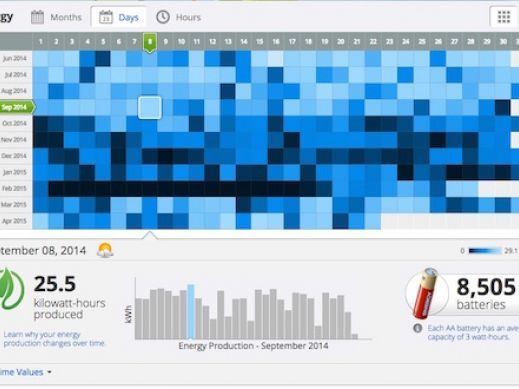 rgy Months Days Hours
1 2 3 4 5 6 7 8 9 10 11 12 13 14 15 16 17 18 19 20 21 22 23 24 25 26 27 28 29 30 3
Jun 2014
Jul 2014
Aug 2014
Sep 2014
Oct 2014
Nov 2014
Dec 2014
Jan 2015
Feb 2015
Mar 2015
Apr 2015
ptember 08, 2014
0 29.1
25.5
kilowatt-hours
produced
Learn why your energy
production changes over time.
kWh
Energy Production - September 2014
8,505
batteries
Each AA battery has an ave
capacity of 3 watt-hours.
ime Values